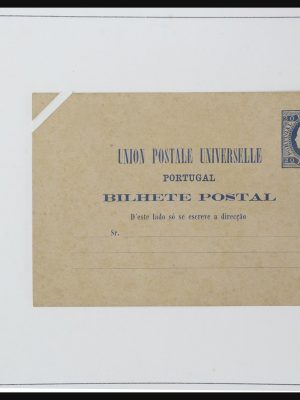 UNION POSTALE UNIVERSELLE
PORTUGAL
BILHETE POSTAL
D'este lado só se escreve a direcção
Sr.